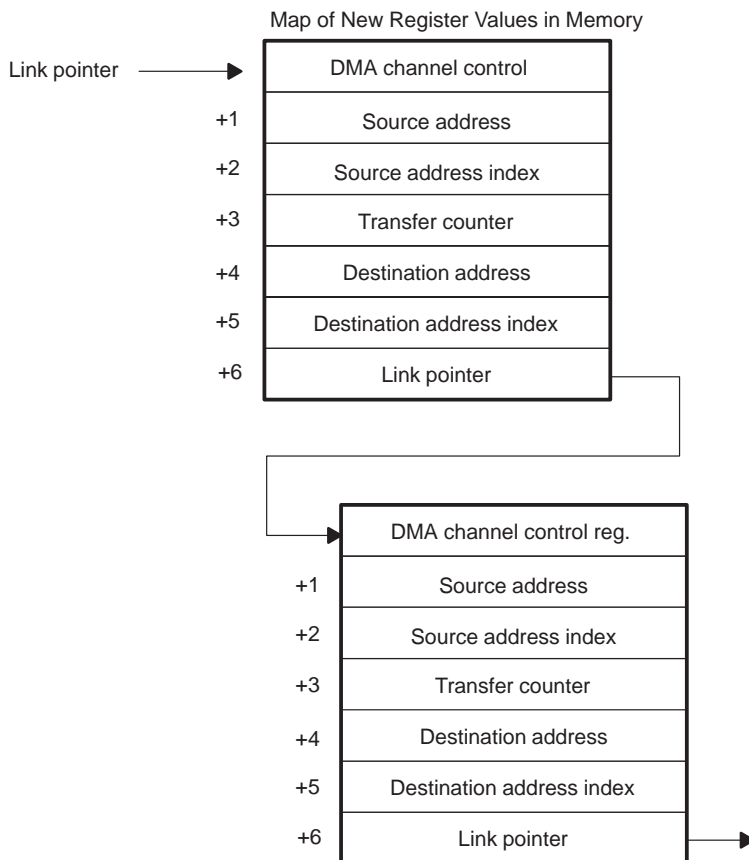 Map of New Register Values in Memory
Link pointer
DMA channel control
+1
Source address
+2
Source address index
+3
Transfer counter
+4
Destination address
+5
Destination address index
+6
Link pointer
DMA channel control reg.
+1
Source address
+2
Source address index
+3
Transfer counter
+4
Destination address
+5
Destination address index
+6
Link pointer